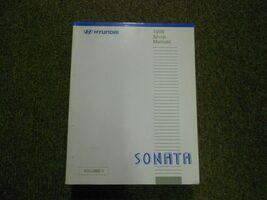 HYUNDAI
1998
Shop
Manual
SONATA
VOLUME 1